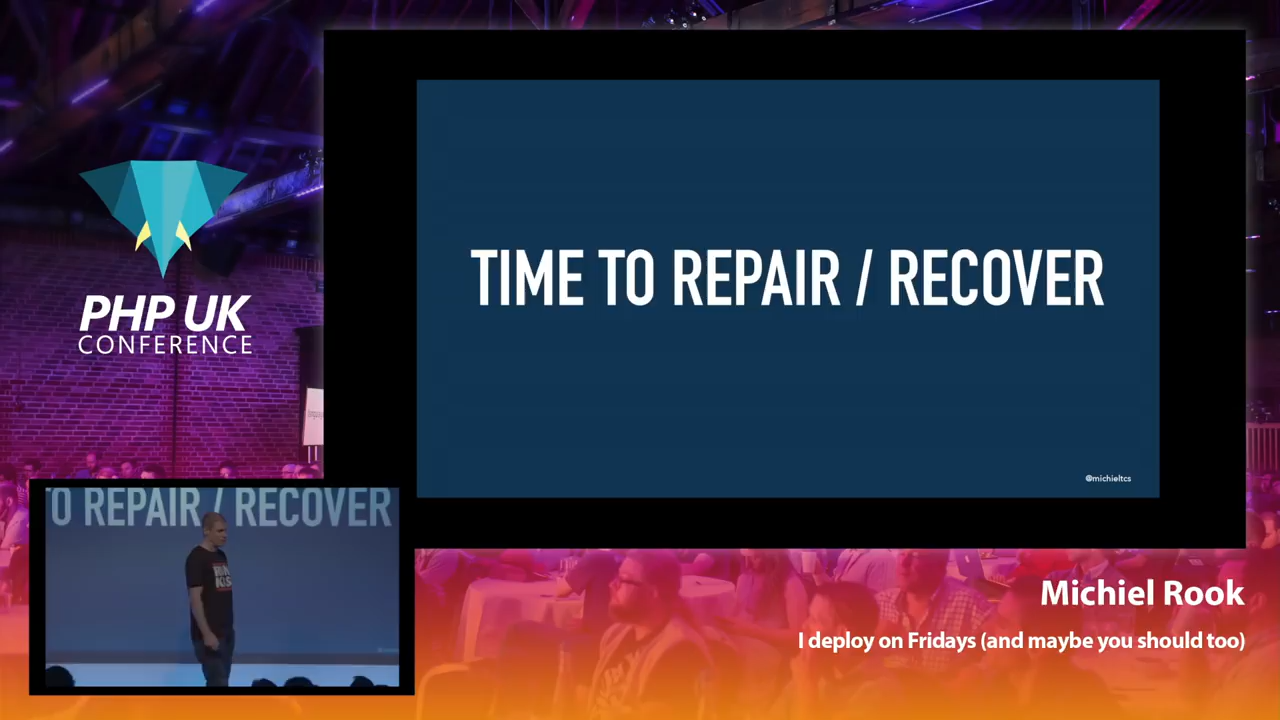 TIME TO REPAIR / RECOVER
@michieltcs
PHP UK
CONFERENCE
TO REPAIR / RECOVER
Michiel Rook
I deploy on Fridays (and maybe you should too)